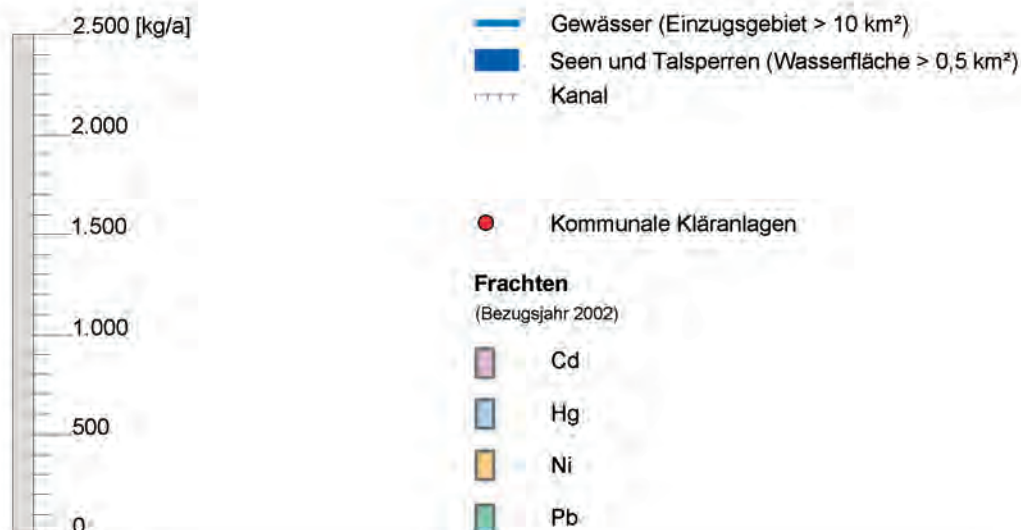 2.500 [kg/a]
2.000
1.500
1.000
500
0
Gewässer (Einzugsgebiet > 10 km²)
Seen und Talsperren (Wasserfläche > 0,5 km²)
Kanal
Kommunale Kläranlagen
Frachten
(Bezugsjahr 2002)
Cd
Hg
Ni
Pb